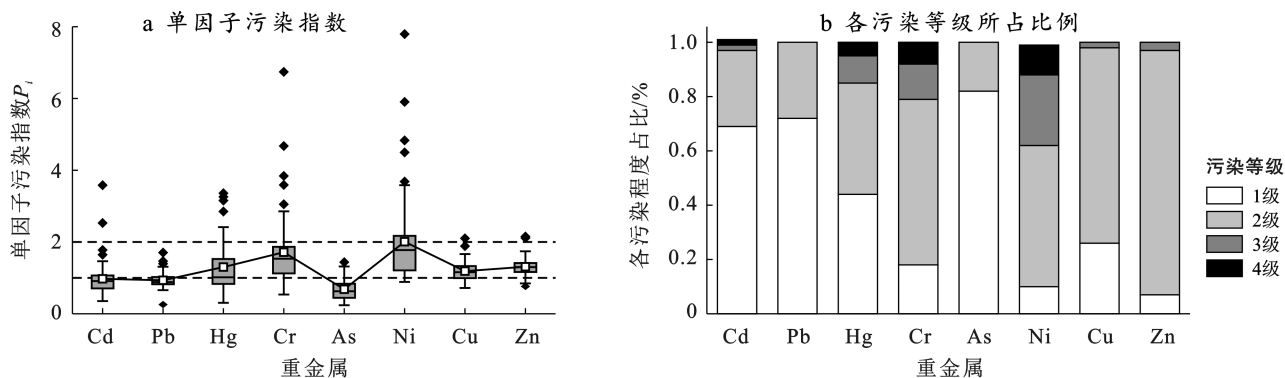 a 单因子污染指数
单因子污染指数Pi
8
6
4
2
0
Cd Pb Hg Cr As Ni Cu Zn
重金属
b 各污染等级所占比例
各污染程度占比/%
1.0
0.8
0.6
0.4
0.2
0
Cd Pb Hg Cr As Ni Cu Zn
重金属
污染等级
1级
2级
3级
4级